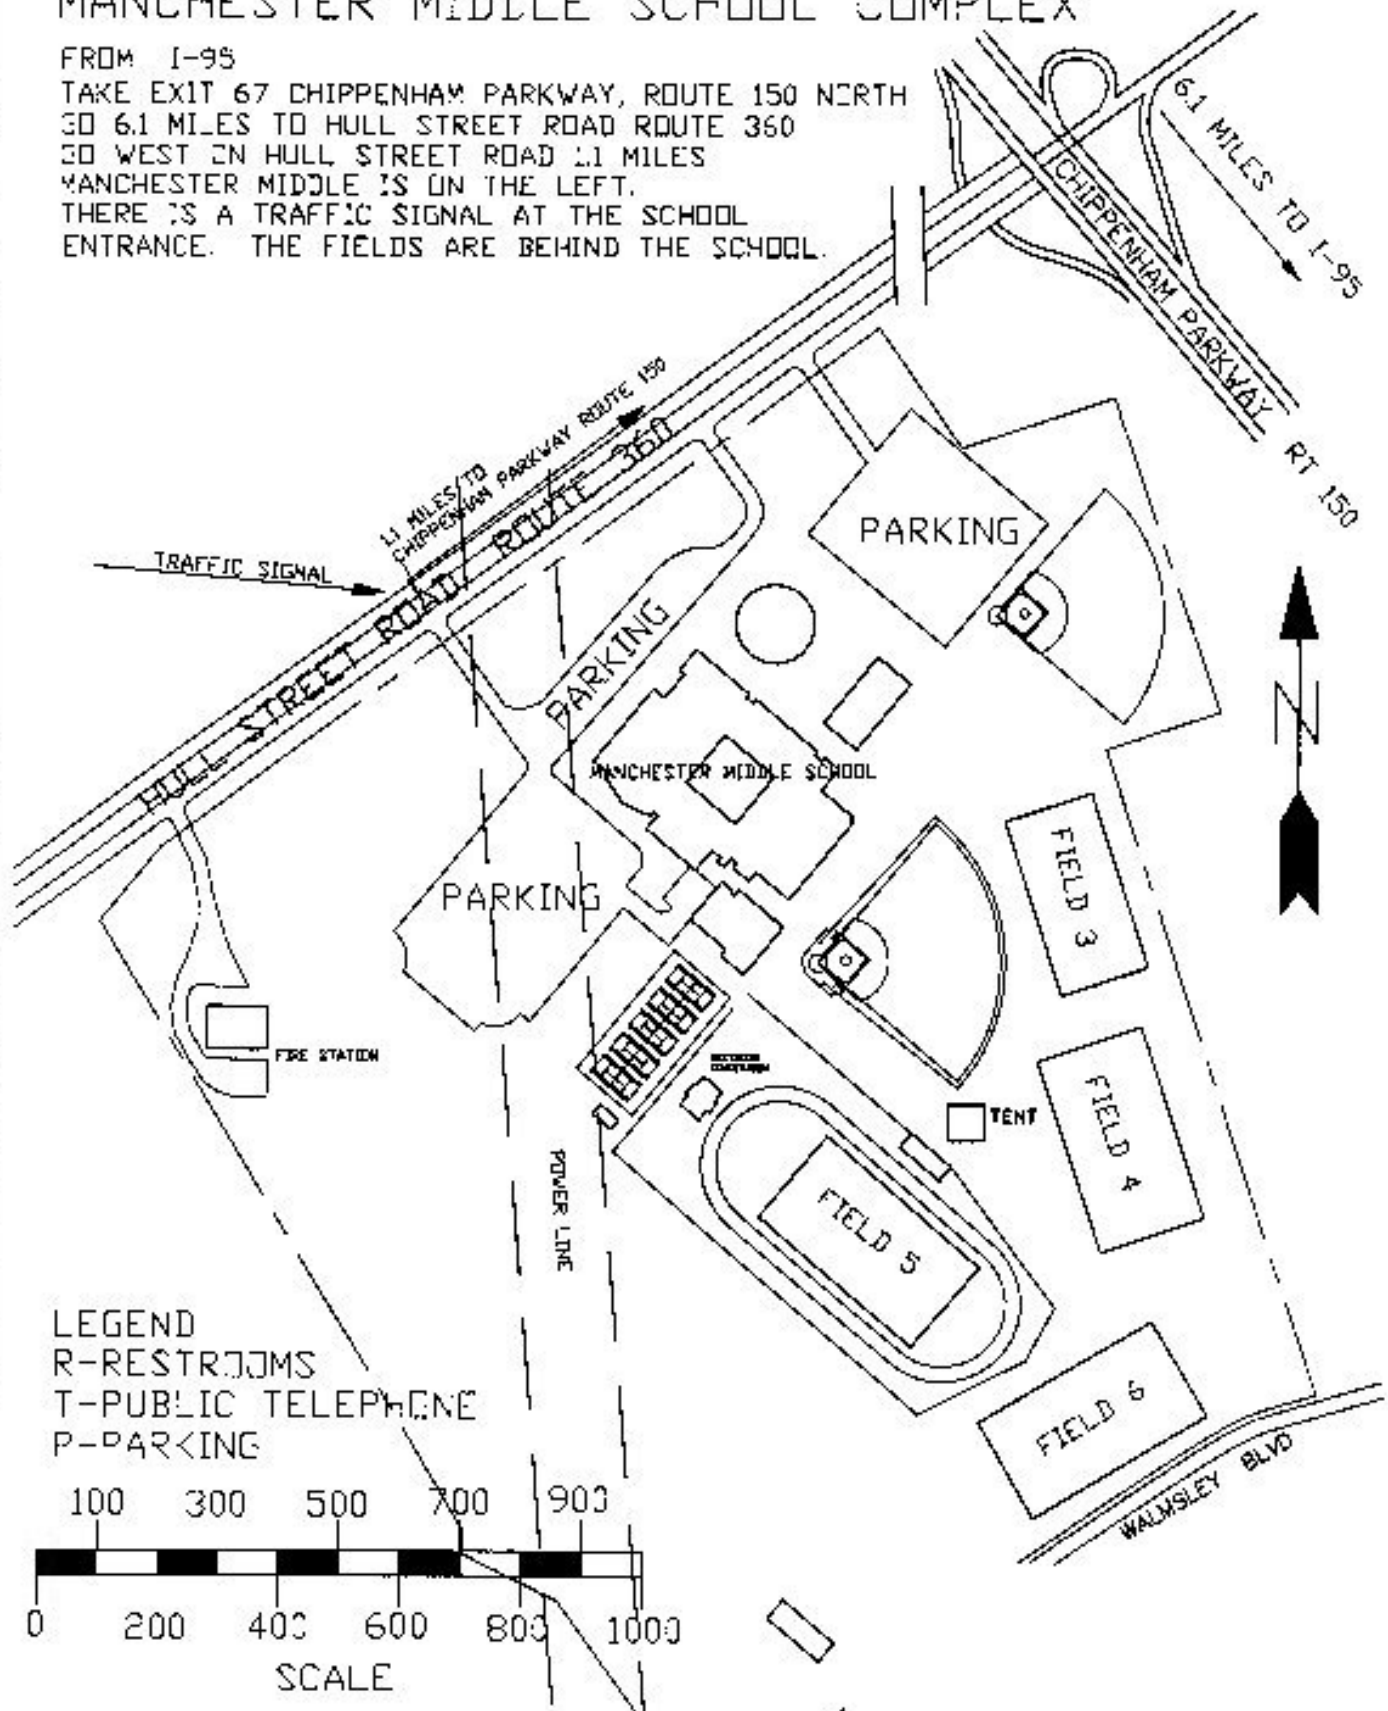 MANCHESTER MIDDLE SCHOOL COMPLEX
FROM I-95
TAKE EXIT 67 CHIPPENHAM PARKWAY, ROUTE 150 NORTH
GO 6.1 MILES TO HULL STREET ROAD ROUTE 360
GO WEST ON HULL STREET ROAD 1.1 MILES
MANCHESTER MIDDLE IS ON THE LEFT.
THERE IS A TRAFFIC SIGNAL AT THE SCHOOL
ENTRANCE. THE FIELDS ARE BEHIND THE SCHOOL.
6.1 MILES TO I-95
CHIPPENHAM PARKWAY
RT 150
1.1 MILES TO
CHIPPENHAM PARKWAY ROUTE 150
TRAFFIC SIGNAL
HULL STREET ROAD ROUTE 360
PARKING
PARKING
N
MANCHESTER MIDDLE SCHOOL
PARKING
FIELD 3
FIRE STATION
TENT
FIELD 4
POWER LINE
FIELD 5
FIELD 6
WALMSLEY BLVD
LEGEND
R-RESTROOMS
T-PUBLIC TELEPHONE
P-PARKING
100 300 500 700 900
0 200 400 600 800 1000
SCALE